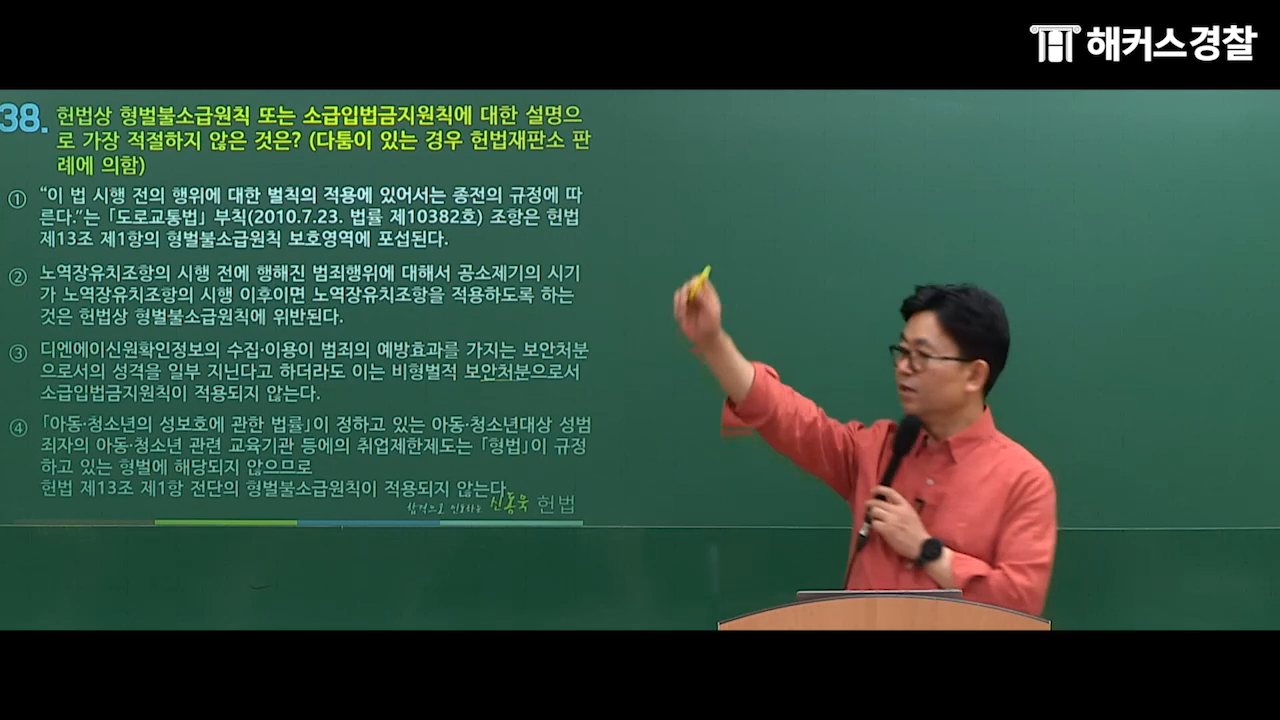 해커스경찰
38. 헌법상 형벌불소급원칙 또는 소급입법금지원칙에 대한 설명으
로 가장 적절하지 않은 것은? (다툼이 있는 경우 헌법재판소 판
례에 의함)
① “이 법 시행 전의 행위에 대한 벌칙의 적용에 있어서는 종전의 규정에 따
른다.”는 「도로교통법」 부칙(2010.7.23. 법률 제10382호) 조항은 헌법
제13조 제1항의 형벌불소급원칙 보호영역에 포섭된다.
② 노역장유치조항의 시행 전에 행해진 범죄행위에 대해서 공소제기의 시기
가 노역장유치조항의 시행 이후이면 노역장유치조항을 적용하도록 하는
것은 헌법상 형벌불소급원칙에 위반된다.
③ 디엔에이신원확인정보의 수집·이용이 범죄의 예방효과를 가지는 보안처분
으로서의 성격을 일부 지닌다고 하더라도 이는 비형벌적 보안처분으로서
소급입법금지원칙이 적용되지 않는다.
④ 「아동·청소년의 성보호에 관한 법률」이 정하고 있는 아동·청소년대상 성범
죄자의 아동·청소년 관련 교육기관 등에의 취업제한제도는 「형법」이 규정
하고 있는 형벌에 해당되지 않으므로
헌법 제13조 제1항 전단의 형벌불소급원칙이 적용되지 않는다.
합격으로 인도하는 신동욱 헌법